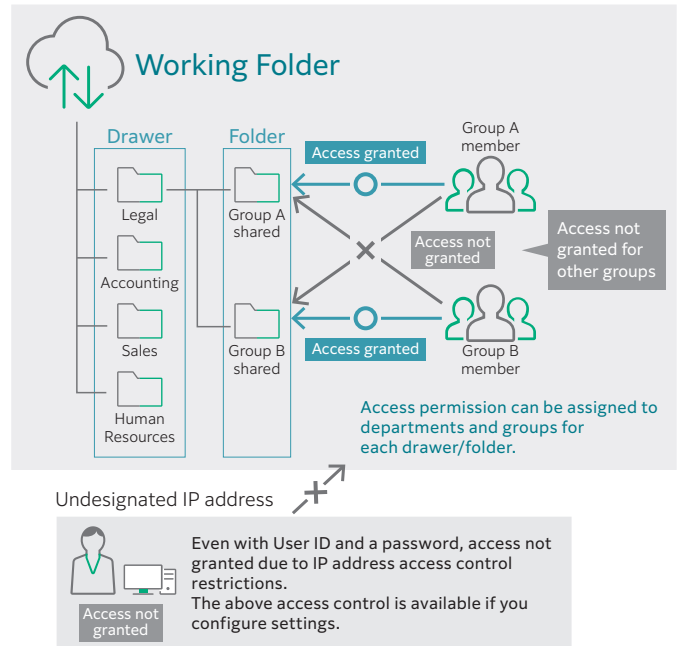 Working Folder
Drawer
Folder
Legal
Accounting
Sales
Human
Resources
Group A
shared
Group B
shared
Access granted
Access not
granted
Access granted
Group A
member
Access not
granted for
other groups
Group B
member
Access permission can be assigned to
departments and groups for
each drawer/folder.
Undesignated IP address
Access not
granted
Even with User ID and a password, access not
granted due to IP address access control
restrictions.
The above access control is available if you
configure settings.